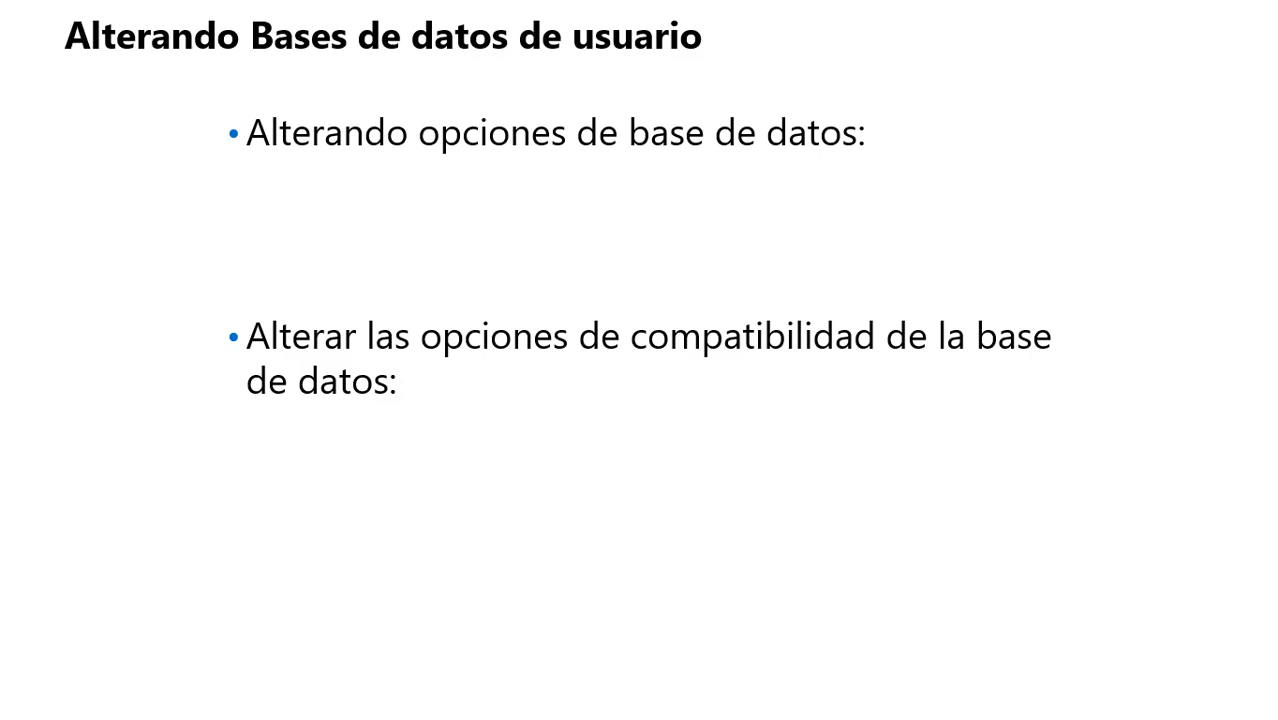 Alterando Bases de datos de usuario
• Alterando opciones de base de datos:
• Alterar las opciones de compatibilidad de la base
de datos: